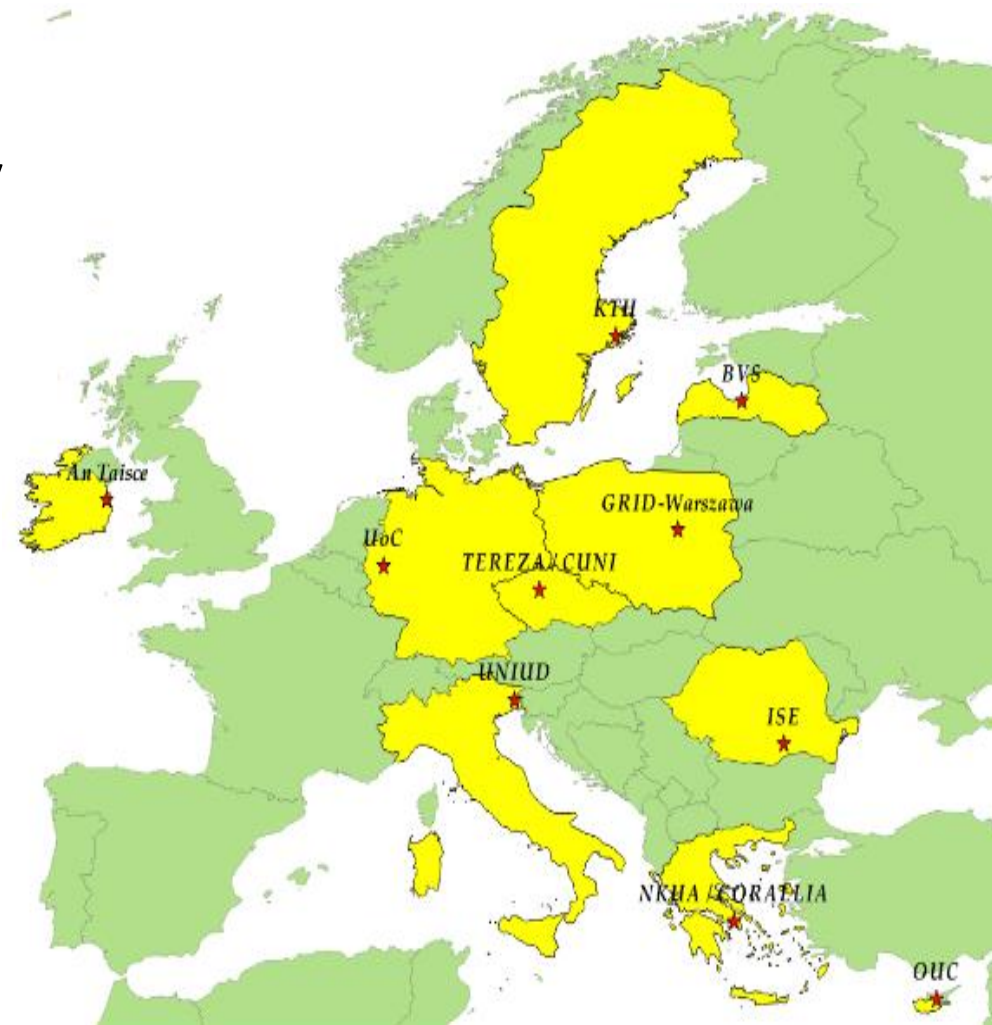 KTH
BVS
An Taisce
GRID-Warszawa
UoC
TEREZA/CUNI
UNIUD
ISE
NKUA /CORALLIA
OUC